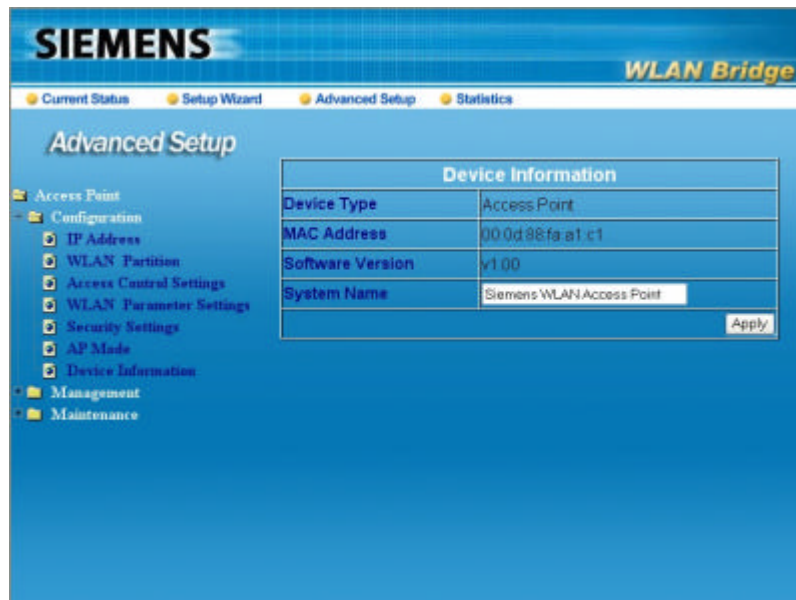 SIEMENS
WLAN Bridge
Current Status Setup Wizard Advanced Setup Statistics
Advanced Setup
Access Point
Configuration
IP Address
WLAN Partition
Access Control Settings
WLAN Parameter Settings
Security Settings
AP Mode
Device Information
Management
Maintenance
Device Information
Device Type Access Point
MAC Address 00:0d:88:fa:a1:c1
Software Version v1.00
System Name Siemens WLAN Access Point
Apply